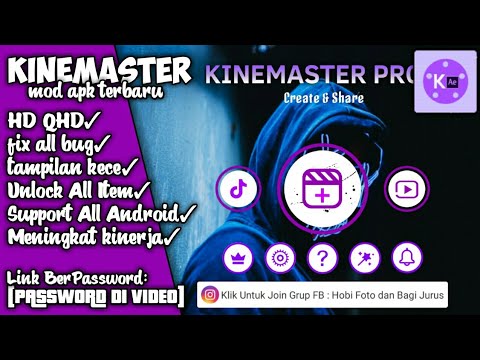 KINEMASTER
mod apk terbaru
HD QHD✓
fix all bug✓
tampilan kece✓
Unlock All Item✓
Support All Android✓
Meningkat kinerja✓
Link BerPassword:
[PASSWORD DI VIDEO]
KINEMASTER PRO
Create & Share
K Ae
?
Klik Untuk Join Grup FB : Hobi Foto dan Bagi Jurus